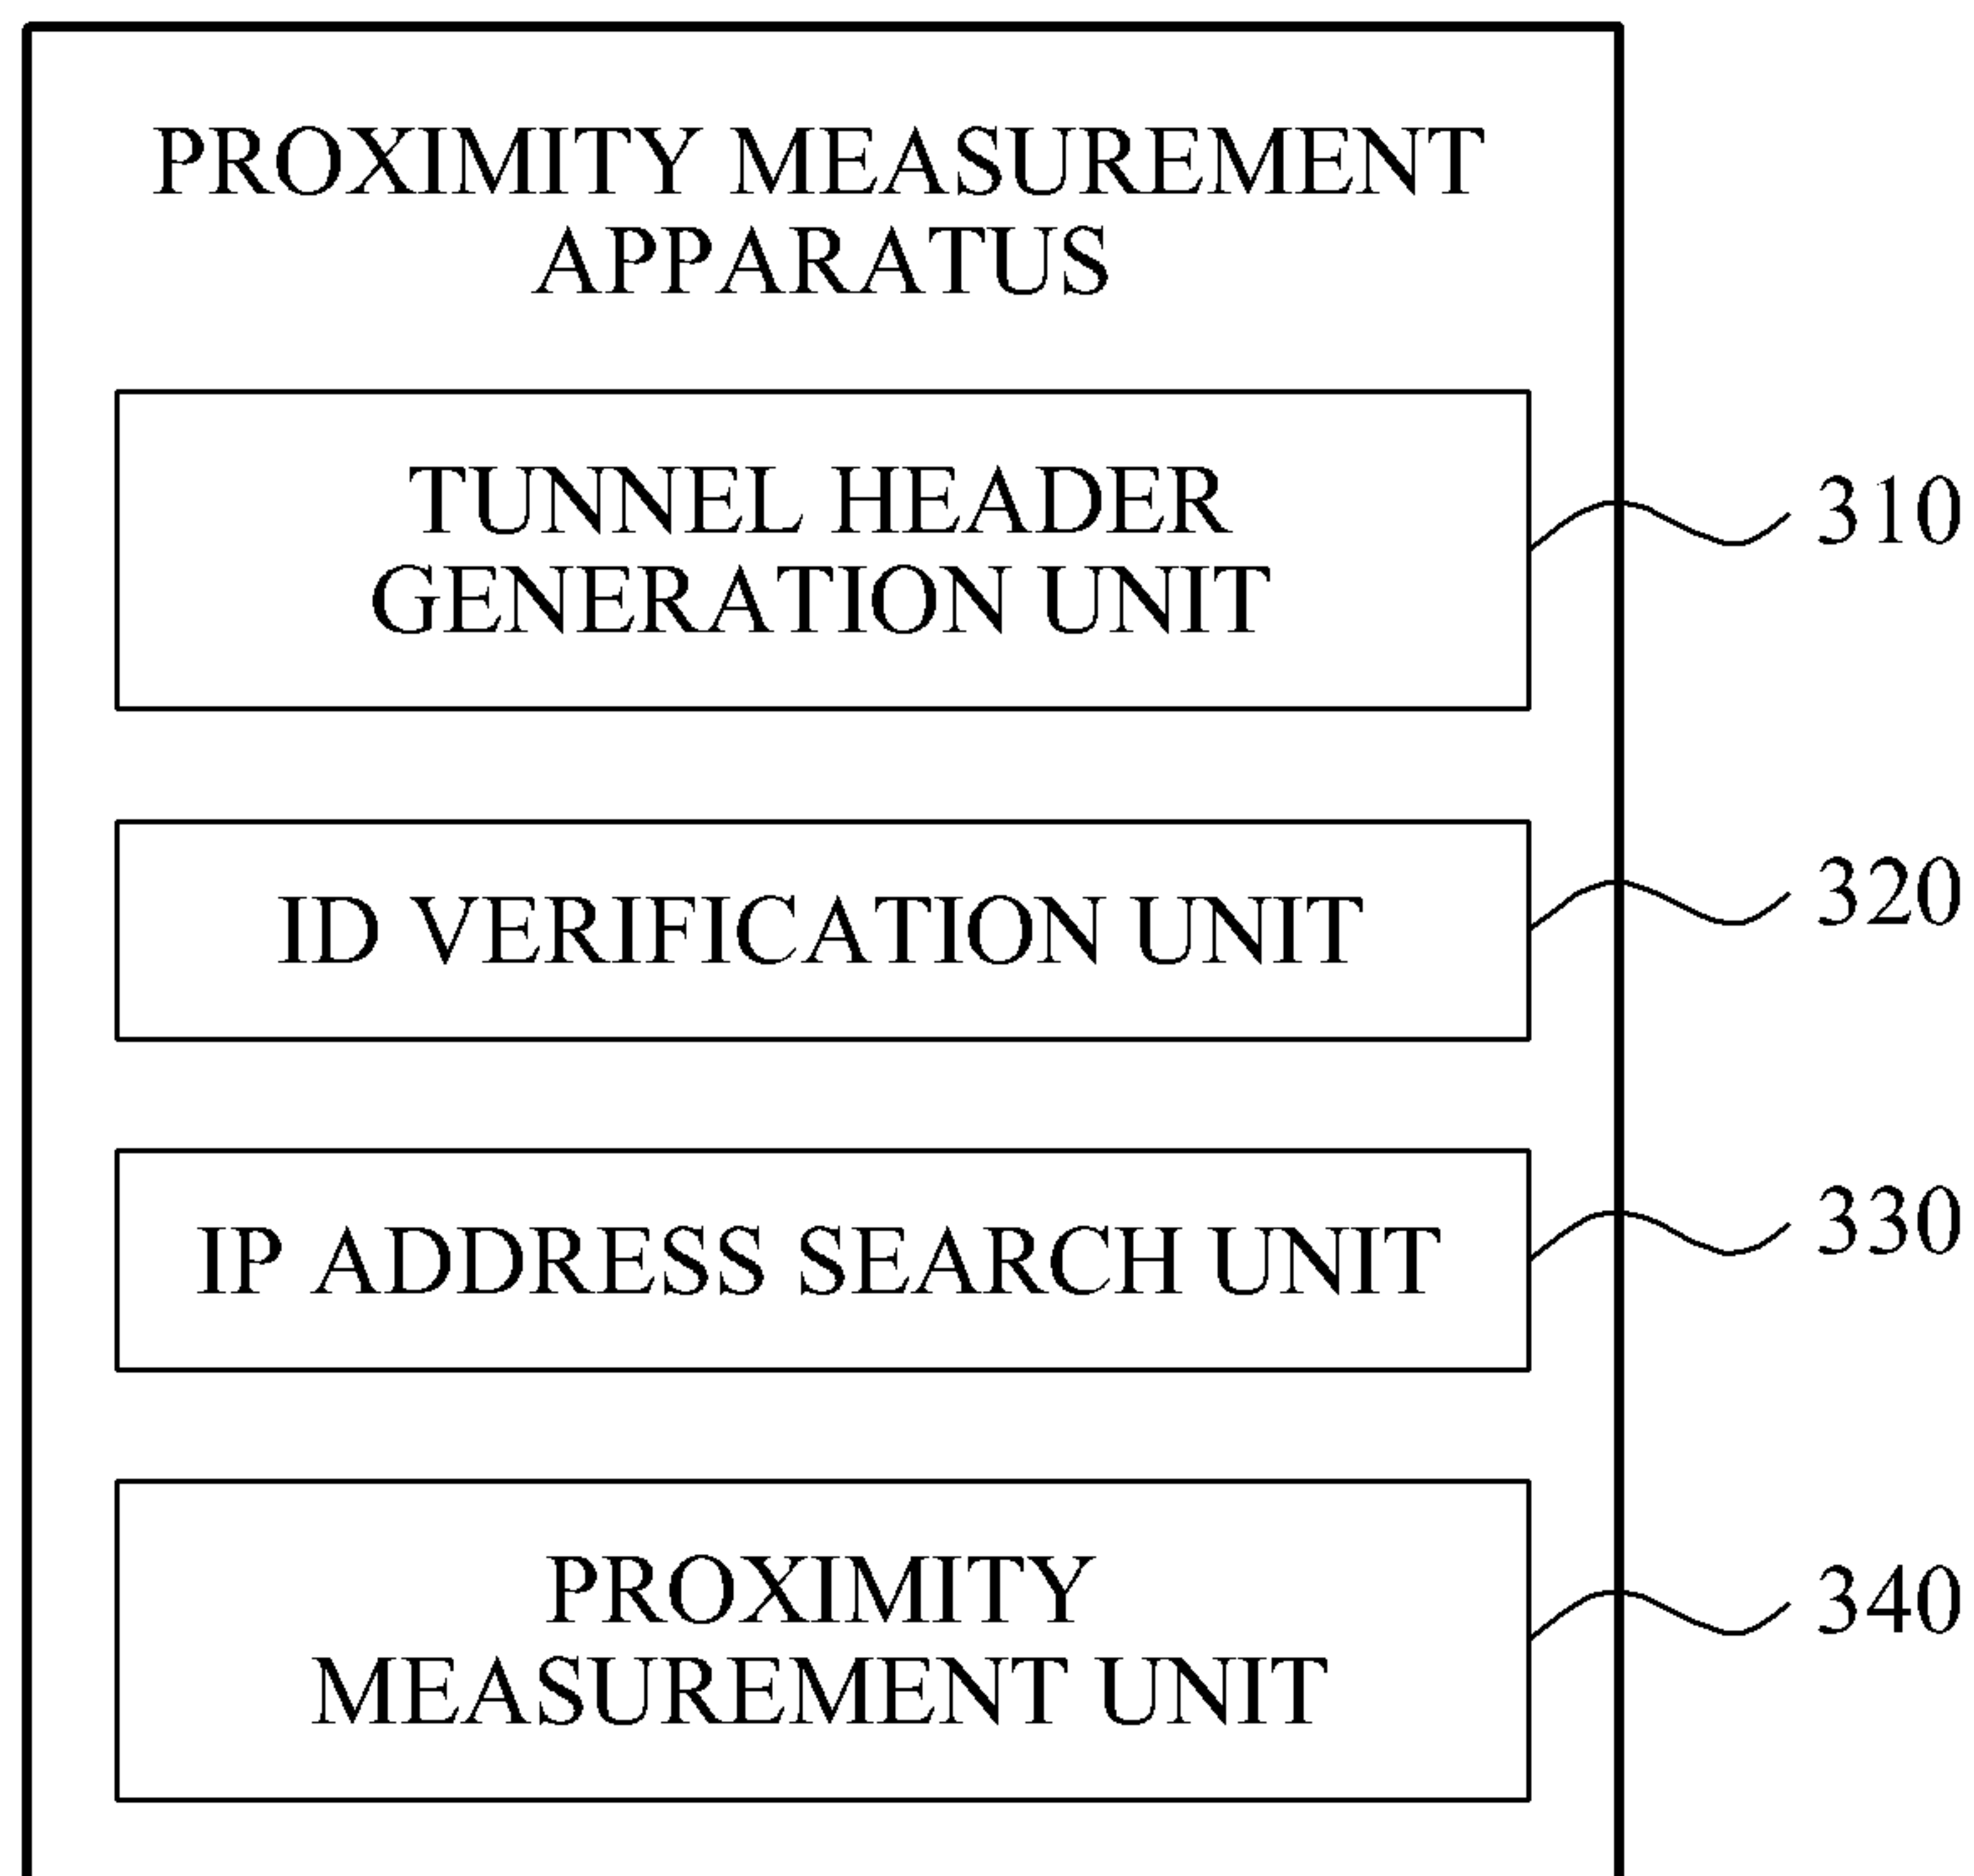 PROXIMITY MEASUREMENT
APPARATUS
TUNNEL HEADER
GENERATION UNIT
310
ID VERIFICATION UNIT
320
IP ADDRESS SEARCH UNIT
330
PROXIMITY
MEASUREMENT UNIT
340